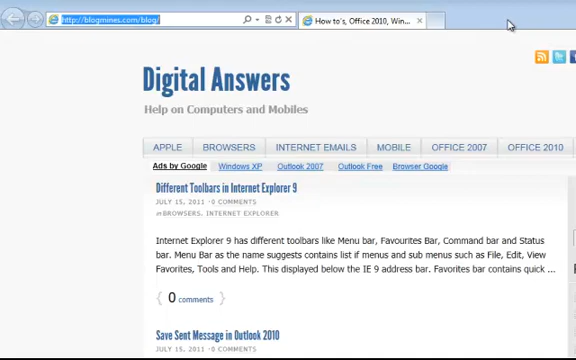 http://blogmines.com/blog/
How to's, Office 2010, Win...
Digital Answers
Help on Computers and Mobiles
APPLE BROWSERS INTERNET EMAILS MOBILE OFFICE 2007 OFFICE 2010
Ads by Google Windows XP Outlook 2007 Outlook Free Browser Google
Different Toolbars in Internet Explorer 9
JULY 15, 2011 · 0 COMMENTS
in BROWSERS, INTERNET EXPLORER
Internet Explorer 9 has different toolbars like Menu bar, Favourites Bar, Command bar and Status
bar. Menu Bar as the name suggests contains list if menus and sub menus such as File, Edit, View
Favorites, Tools and Help. This displayed below the IE 9 address bar. Favorites bar contains quick ...
{ 0 comments }
Save Sent Message in Outlook 2010
JULY 15, 2011 · 0 COMMENTS